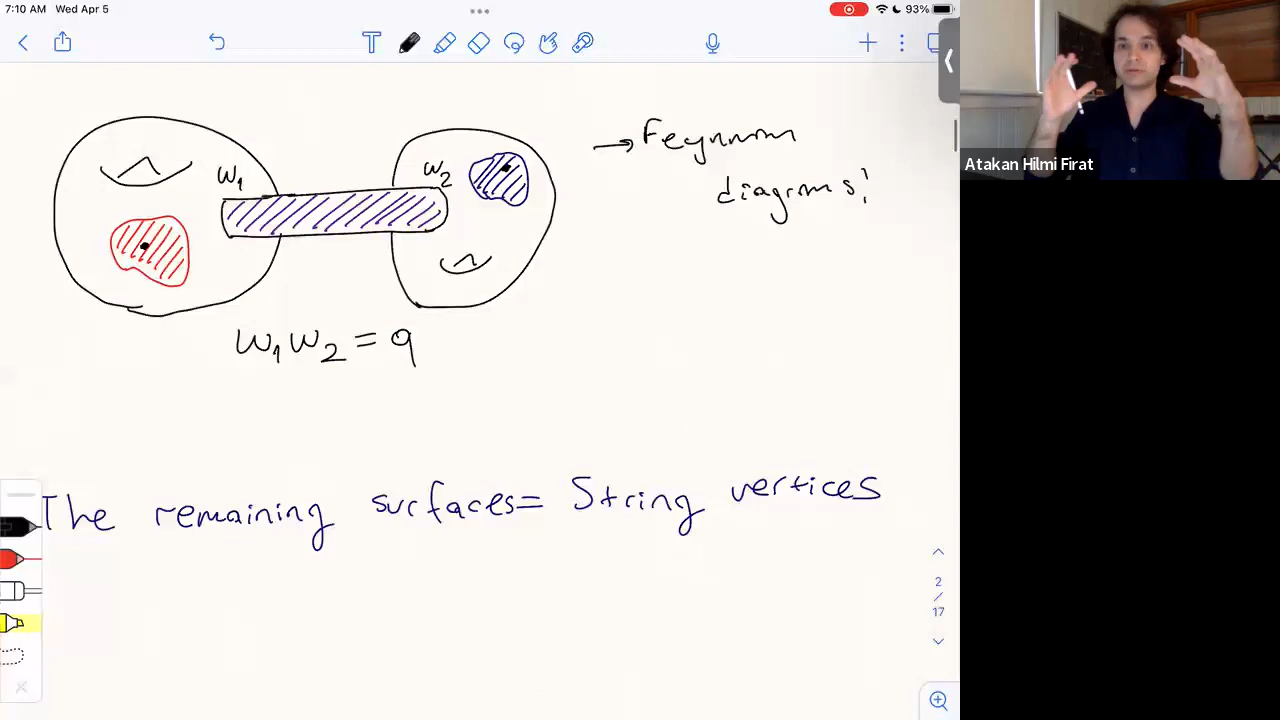 7:10 AM Wed Apr 5
93%
T
Atakan Hilmi Firat
→ Feynman
diagrams!
w₁
w₂
w₁w₂ = q
The remaining surfaces = String vertices
2
/
17